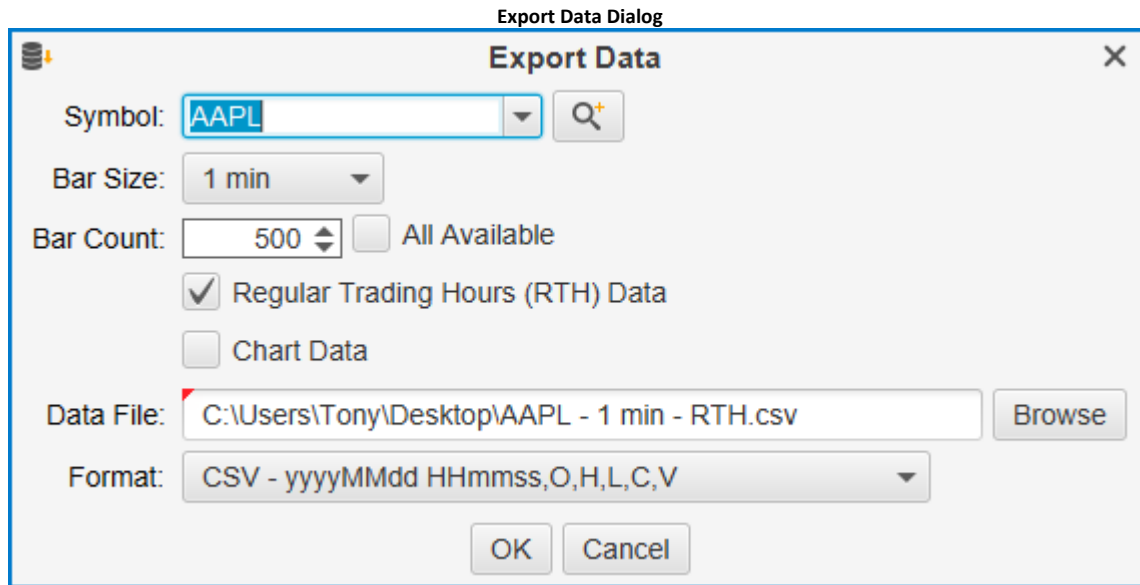 Export Data Dialog
Export Data
Symbol: AAPL
Bar Size: 1 min
Bar Count: 500 All Available
Regular Trading Hours (RTH) Data
Chart Data
Data File: C:\Users\Tony\Desktop\AAPL - 1 min - RTH.csv Browse
Format: CSV - yyyyMMdd HHmmss,O,H,L,C,V
OK Cancel